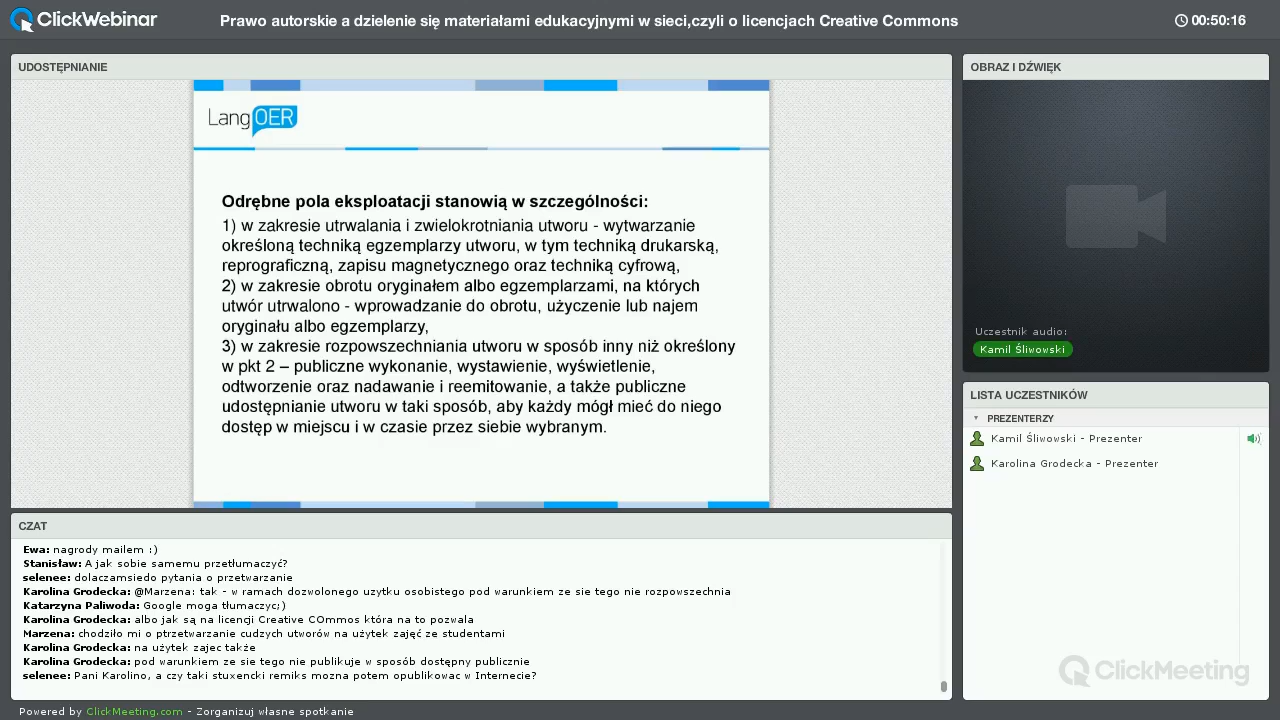 ClickWebinar
Prawo autorskie a dzielenie się materiałami edukacyjnymi w sieci,czyli o licencjach Creative Commons
00:50:16
UDOSTĘPNIANIE
LangOER
Odrębne pola eksploatacji stanowią w szczególności:
1) w zakresie utrwalania i zwielokrotniania utworu - wytwarzanie
określoną techniką egzemplarzy utworu, w tym techniką drukarską,
reprograficzną, zapisu magnetycznego oraz techniką cyfrową,
2) w zakresie obrotu oryginałem albo egzemplarzami, na których
utwór utrwalono - wprowadzanie do obrotu, użyczenie lub najem
oryginału albo egzemplarzy,
3) w zakresie rozpowszechniania utworu w sposób inny niż określony
w pkt 2 – publiczne wykonanie, wystawienie, wyświetlenie,
odtworzenie oraz nadawanie i reemitowanie, a także publiczne
udostępnianie utworu w taki sposób, aby każdy mógł mieć do niego
dostęp w miejscu i w czasie przez siebie wybranym.
OBRAZ I DŹWIĘK
Uczestnik audio:
Kamil Śliwowski
LISTA UCZESTNIKÓW
PREZENTERZY
Kamil Śliwowski - Prezenter
Karolina Grodecka - Prezenter
CZAT
Ewa: nagrody mailem :)
Stanisław: A jak sobie samemu przetłumaczyć?
selenee: dolaczamsiedo pytania o przetwarzanie
Karolina Grodecka: @Marzena: tak - w ramach dozwolonego uzytku osobistego pod warunkiem ze sie tego nie rozpowszechnia
Katarzyna Paliwoda: Google moga tłumaczyc;)
Karolina Grodecka: albo jak są na licencji Creative COmmos która na to pozwala
Marzena: chodziło mi o ptrzetwarzanie cudzych utworów na użytek zajęć ze studentami
Karolina Grodecka: na użytek zajec także
Karolina Grodecka: pod warunkiem ze sie tego nie publikuje w sposób dostępny publicznie
selenee: Pani Karolino, a czy taki stuxencki remiks mozna potem opublikowac w Internecie?
ClickMeeting
Powered by ClickMeeting.com - Zorganizuj własne spotkanie